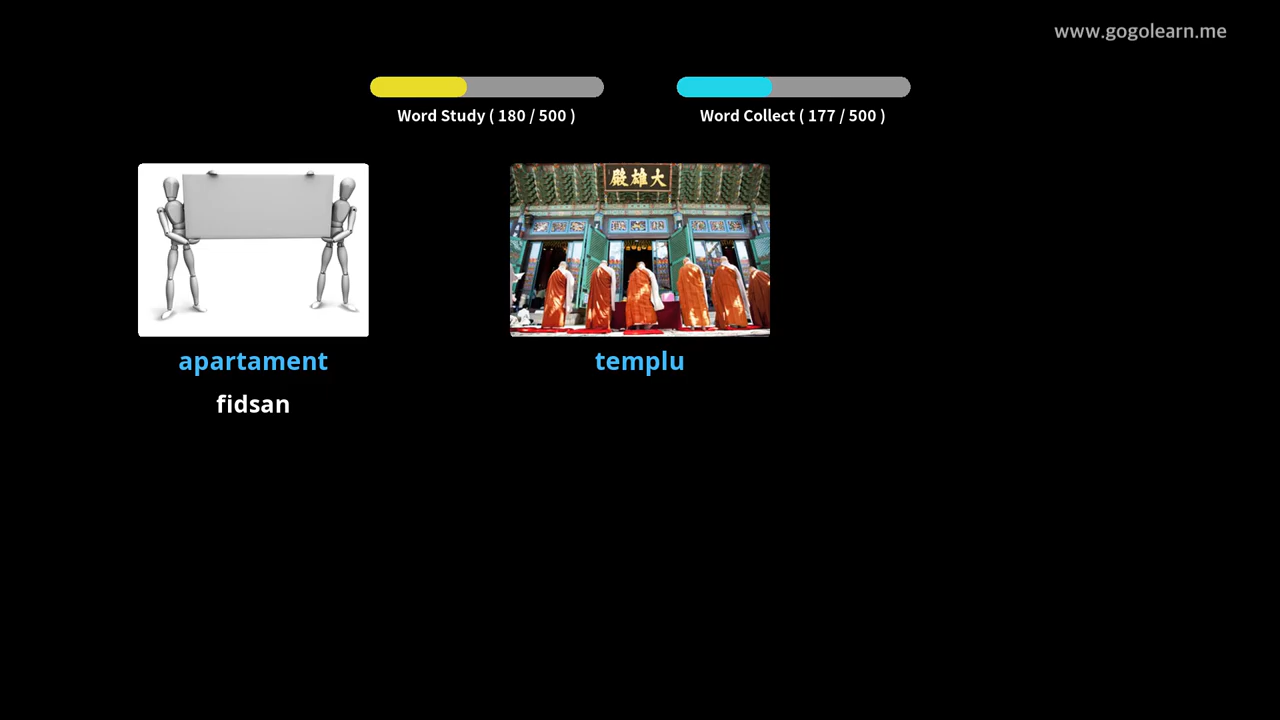 www.gogolearn.me
Word Study ( 180 / 500 )
Word Collect ( 177 / 500 )
殿雄大
apartament
templu
fidsan